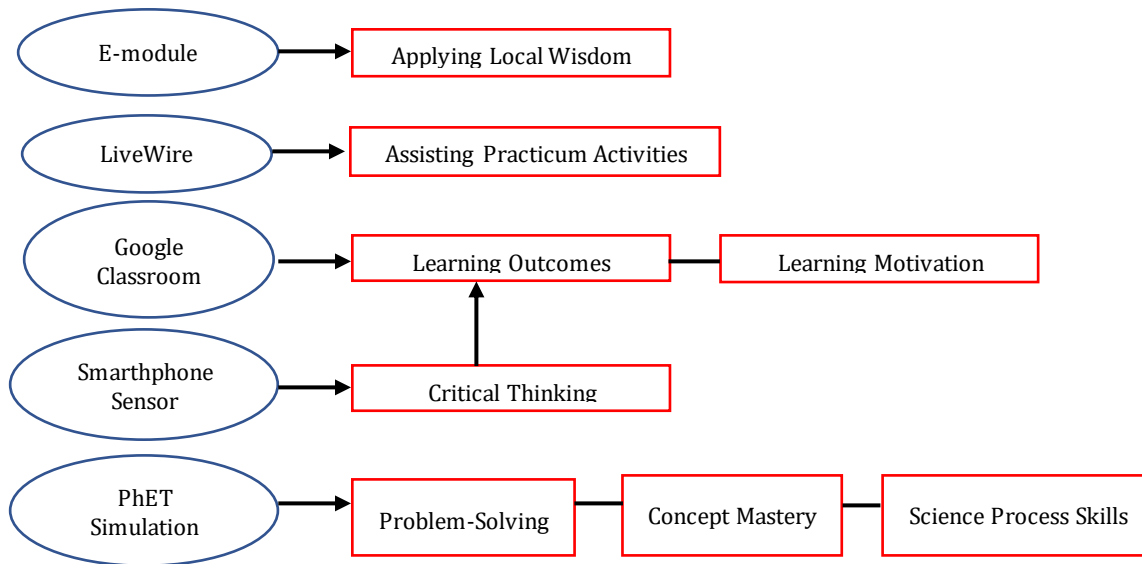 E-module
Applying Local Wisdom
LiveWire
Assisting Practicum Activities
Google
Classroom
Learning Outcomes
Learning Motivation
Smarthphone
Sensor
Critical Thinking
PhET
Simulation
Problem-Solving
Concept Mastery
Science Process Skills